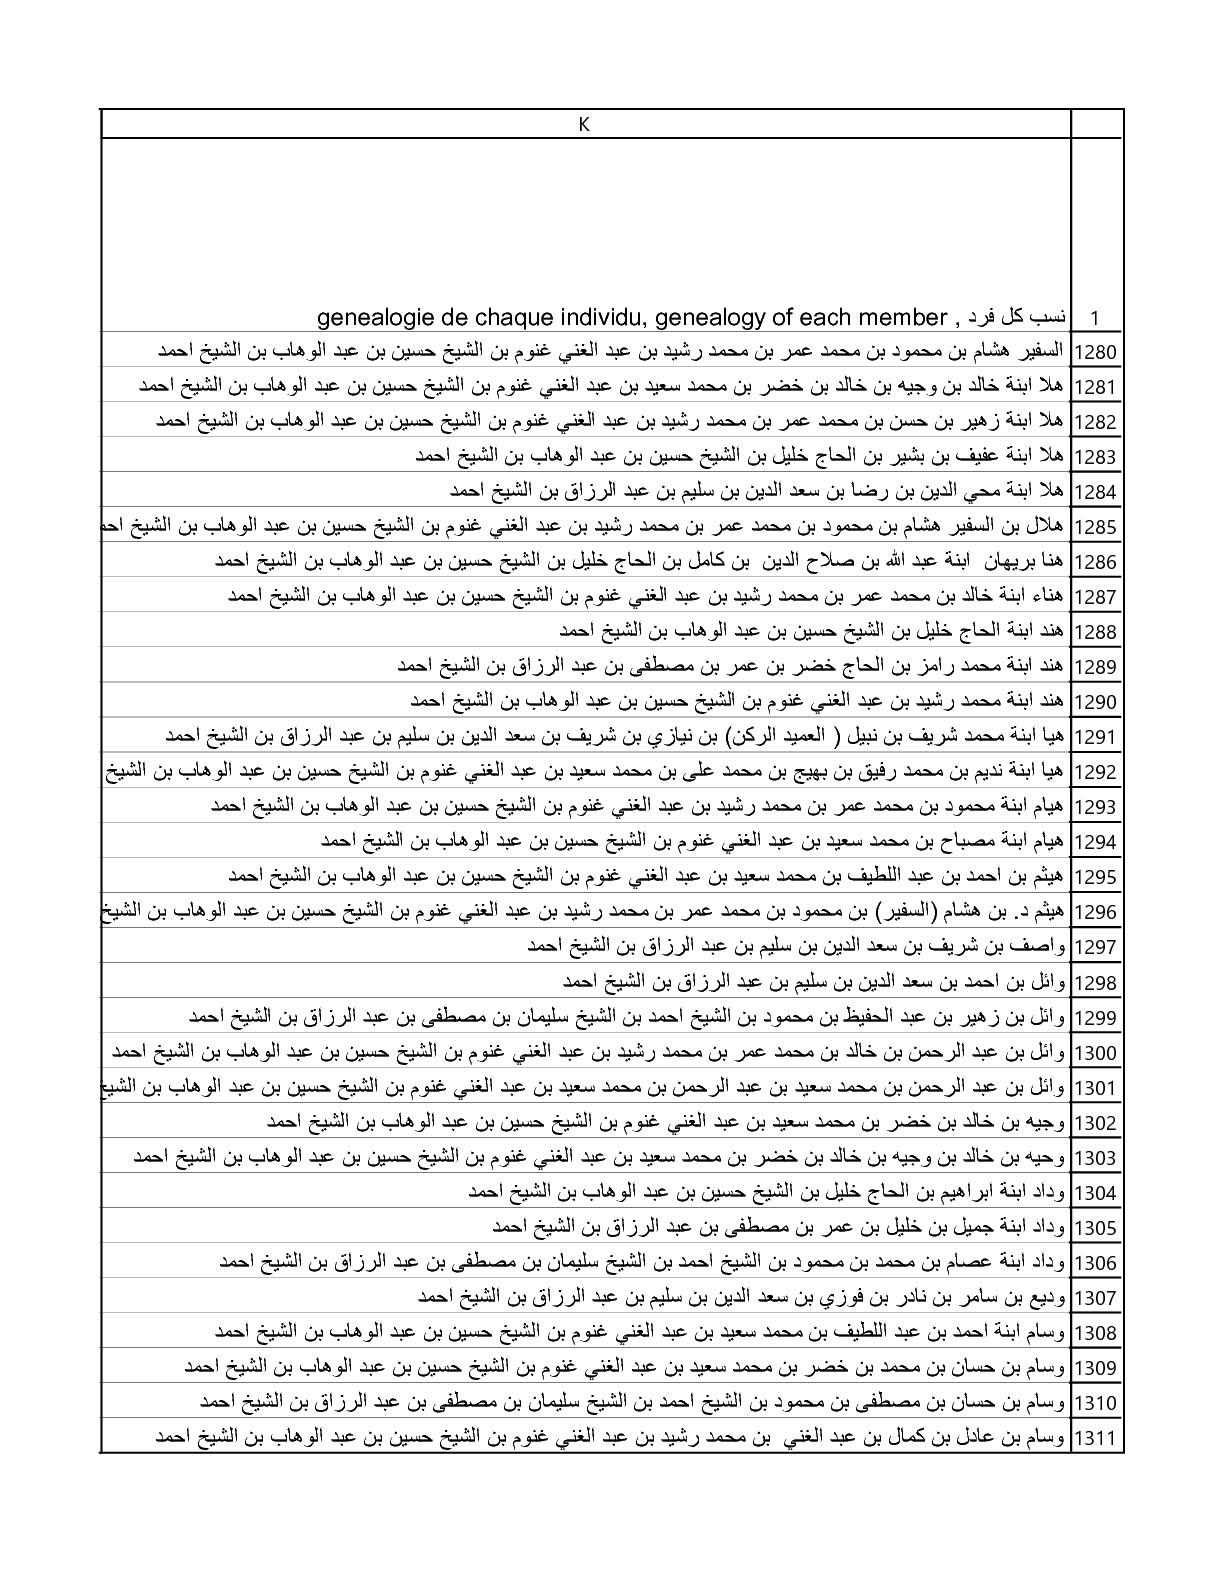 K
1 نسب كل فرد , genealogie de chaque individu, genealogy of each member
1280 السفير هشام بن محمود بن محمد عمر بن محمد رشيد بن عبد الغني غنوم بن الشيخ حسين بن عبد الوهاب بن الشيخ احمد
1281 هلا ابنة خالد بن وجيه بن خالد بن خضر بن محمد سعيد بن عبد الغني غنوم بن الشيخ حسين بن عبد الوهاب بن الشيخ احمد
1282 هلا ابنة زهير بن حسن بن محمد عمر بن محمد رشيد بن عبد الغني غنوم بن الشيخ حسين بن عبد الوهاب بن الشيخ احمد
1283 هلا ابنة عفيف بن بشير بن الحاج خليل بن الشيخ حسين بن عبد الوهاب بن الشيخ احمد
1284 هلا ابنة محي الدين بن رضا بن سعد الدين بن سليم بن عبد الرزاق بن الشيخ احمد
1285 هلال بن السفير هشام بن محمود بن محمد عمر بن محمد رشيد بن عبد الغني غنوم بن الشيخ حسين بن عبد الوهاب بن الشيخ احم
1286 هنا بريهان ابنة عبد الله بن صلاح الدين بن كامل بن الحاج خليل بن الشيخ حسين بن عبد الوهاب بن الشيخ احمد
1287 هناء ابنة خالد بن محمد عمر بن محمد رشيد بن عبد الغني غنوم بن الشيخ حسين بن عبد الوهاب بن الشيخ احمد
1288 هند ابنة الحاج خليل بن الشيخ حسين بن عبد الوهاب بن الشيخ احمد
1289 هند ابنة محمد رامز بن الحاج خضر بن عمر بن مصطفى بن عبد الرزاق بن الشيخ احمد
1290 هند ابنة محمد رشيد بن عبد الغني غنوم بن الشيخ حسين بن عبد الوهاب بن الشيخ احمد
1291 هيا ابنة محمد شريف بن نبيل ( العميد الركن) بن نيازي بن شريف بن سعد الدين بن سليم بن عبد الرزاق بن الشيخ احمد
1292 هيا ابنة نديم بن محمد رفيق بن بهيج بن محمد على بن محمد سعيد بن عبد الغني غنوم بن الشيخ حسين بن عبد الوهاب بن الشيخ
1293 هيام ابنة محمود بن محمد عمر بن محمد رشيد بن عبد الغني غنوم بن الشيخ حسين بن عبد الوهاب بن الشيخ احمد
1294 هيام ابنة مصباح بن محمد سعيد بن عبد الغني غنوم بن الشيخ حسين بن عبد الوهاب بن الشيخ احمد
1295 هيثم بن احمد بن عبد اللطيف بن محمد سعيد بن عبد الغني غنوم بن الشيخ حسين بن عبد الوهاب بن الشيخ احمد
1296 هيثم د. بن هشام (السفير) بن محمود بن محمد عمر بن محمد رشيد بن عبد الغني غنوم بن الشيخ حسين بن عبد الوهاب بن الشيخ
1297 واصف بن شريف بن سعد الدين بن سليم بن عبد الرزاق بن الشيخ احمد
1298 وائل بن احمد بن سعد الدين بن سليم بن عبد الرزاق بن الشيخ احمد
1299 وائل بن زهير بن عبد الحفيظ بن محمود بن الشيخ احمد بن الشيخ سليمان بن مصطفى بن عبد الرزاق بن الشيخ احمد
1300 وائل بن عبد الرحمن بن خالد بن محمد عمر بن محمد رشيد بن عبد الغني غنوم بن الشيخ حسين بن عبد الوهاب بن الشيخ احمد
1301 وائل بن عبد الرحمن بن محمد سعيد بن عبد الرحمن بن محمد سعيد بن عبد الغني غنوم بن الشيخ حسين بن عبد الوهاب بن الشيخ
1302 وجيه بن خالد بن خضر بن محمد سعيد بن عبد الغني غنوم بن الشيخ حسين بن عبد الوهاب بن الشيخ احمد
1303 وحيه بن خالد بن وجيه بن خالد بن خضر بن محمد سعيد بن عبد الغني غنوم بن الشيخ حسين بن عبد الوهاب بن الشيخ احمد
1304 وداد ابنة ابراهيم بن الحاج خليل بن الشيخ حسين بن عبد الوهاب بن الشيخ احمد
1305 وداد ابنة جميل بن خليل بن عمر بن مصطفى بن عبد الرزاق بن الشيخ احمد
1306 وداد ابنة عصام بن محمد بن محمود بن الشيخ احمد بن الشيخ سليمان بن مصطفى بن عبد الرزاق بن الشيخ احمد
1307 وديع بن سامر بن نادر بن فوزي بن سعد الدين بن سليم بن عبد الرزاق بن الشيخ احمد
1308 وسام ابنة احمد بن عبد اللطيف بن محمد سعيد بن عبد الغني غنوم بن الشيخ حسين بن عبد الوهاب بن الشيخ احمد
1309 وسام بن حسان بن محمد بن خضر بن محمد سعيد بن عبد الغني غنوم بن الشيخ حسين بن عبد الوهاب بن الشيخ احمد
1310 وسام بن حسان بن مصطفى بن محمود بن الشيخ احمد بن الشيخ سليمان بن مصطفى بن عبد الرزاق بن الشيخ احمد
1311 وسام بن عادل بن كمال بن عبد الغني بن محمد رشيد بن عبد الغني غنوم بن الشيخ حسين بن عبد الوهاب بن الشيخ احمد